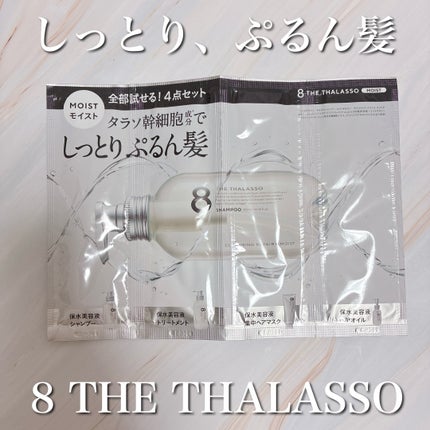 しっとり、ぷるん髪
MOIST
モイスト
全部試せる！4点セット
タラソ幹細胞成分で
しっとりぷるん髪
8 THE THALASSO MOIST
8 THE THALASSO
SHAMPOO
保水美容液
シャンプー
保水美容液
トリートメント
保水美容液
集中ヘアマスク
保水美容液
ヘアオイル
8 THE THALASSO